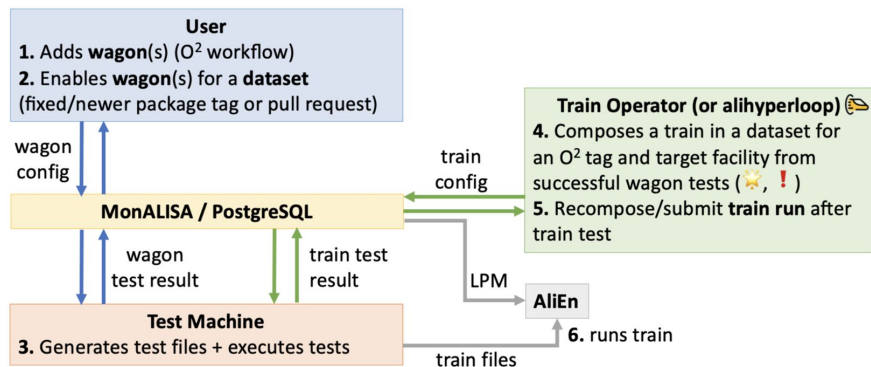 User
1. Adds wagon(s) (O² workflow)
2. Enables wagon(s) for a dataset
(fixed/newer package tag or pull request)
wagon
config
train
config
Train Operator (or alihyperloop)
4. Composes a train in a dataset for
an O² tag and target facility from
successful wagon tests (🌟, ❗)
5. Recompose/submit train run after
train test
MonALISA / PostgreSQL
wagon
test result
train test
result
LPM
AliEn
Test Machine
3. Generates test files + executes tests
train files
6. runs train